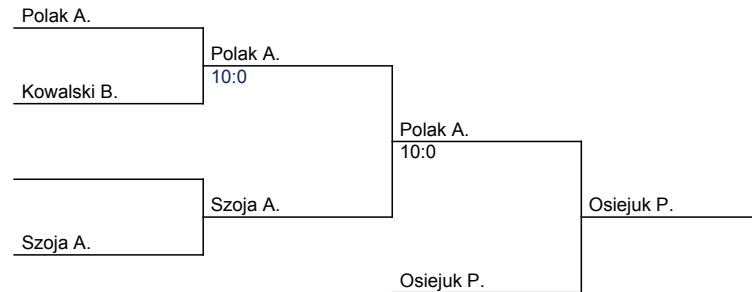 Polak A.
Polak A.
10:0
Kowalski B.
Polak A.
10:0
Szoja A.
Osiejuk P.
Szoja A.
Osiejuk P.